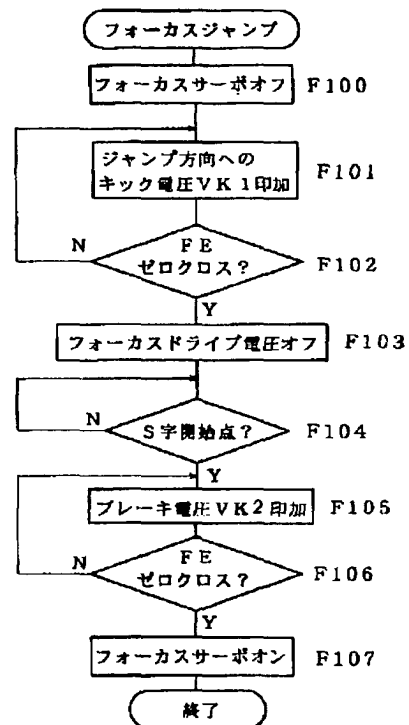 フォーカスジャンプ
フォーカスサーボオフ F100
ジャンプ方向への
キック電圧VK1印加 F101
N
FE
ゼロクロス? F102
Y
フォーカスドライブ電圧オフ F103
N
S字開始点? F104
Y
ブレーキ電圧VK2印加 F105
N
FE
ゼロクロス? F106
Y
フォーカスサーボオン F107
終了